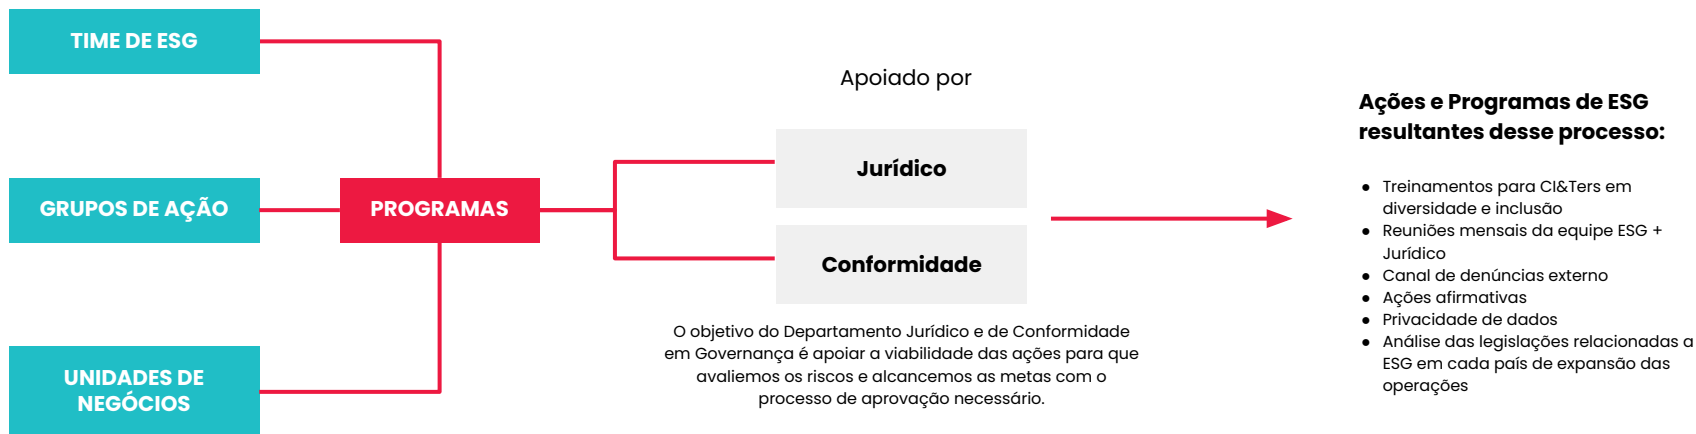 TIME DE ESG
GRUPOS DE AÇÃO
UNIDADES DE
NEGÓCIOS
PROGRAMAS
Apoiado por
Jurídico
Conformidade
O objetivo do Departamento Jurídico e de Conformidade
em Governança é apoiar a viabilidade das ações para que
avaliemos os riscos e alcancemos as metas com o
processo de aprovação necessário.
Ações e Programas de ESG
resultantes desse processo:
● Treinamentos para CI&Ters em
diversidade e inclusão
● Reuniões mensais da equipe ESG +
Jurídico
● Canal de denúncias externo
● Ações afirmativas
● Privacidade de dados
● Análise das legislações relacionadas a
ESG em cada país de expansão das
operações